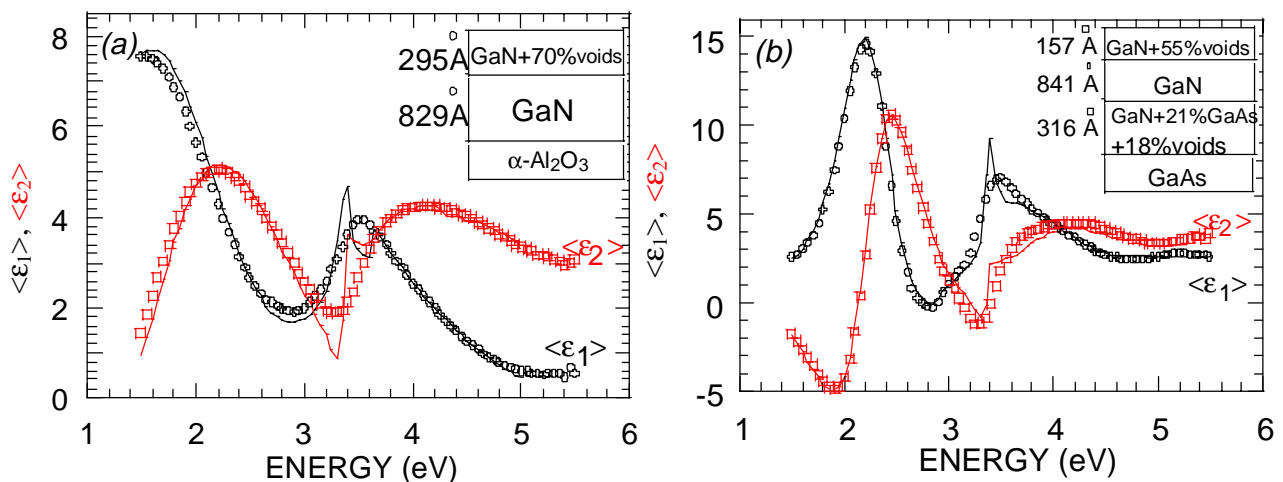 (a)
295Å GaN+70%voids
829Å GaN
α-Al₂O₃
8
6
4
2
0
<ε₁>, <ε₂>
<ε₂>
<ε₁>
1 2 3 4 5 6
ENERGY (eV)
(b)
157 Å GaN+55%voids
841 Å GaN
316 Å GaN+21%GaAs
+18%voids
GaAs
15
10
5
0
-5
<ε₁>, <ε₂>
<ε₂>
<ε₁>
1 2 3 4 5 6
ENERGY (eV)